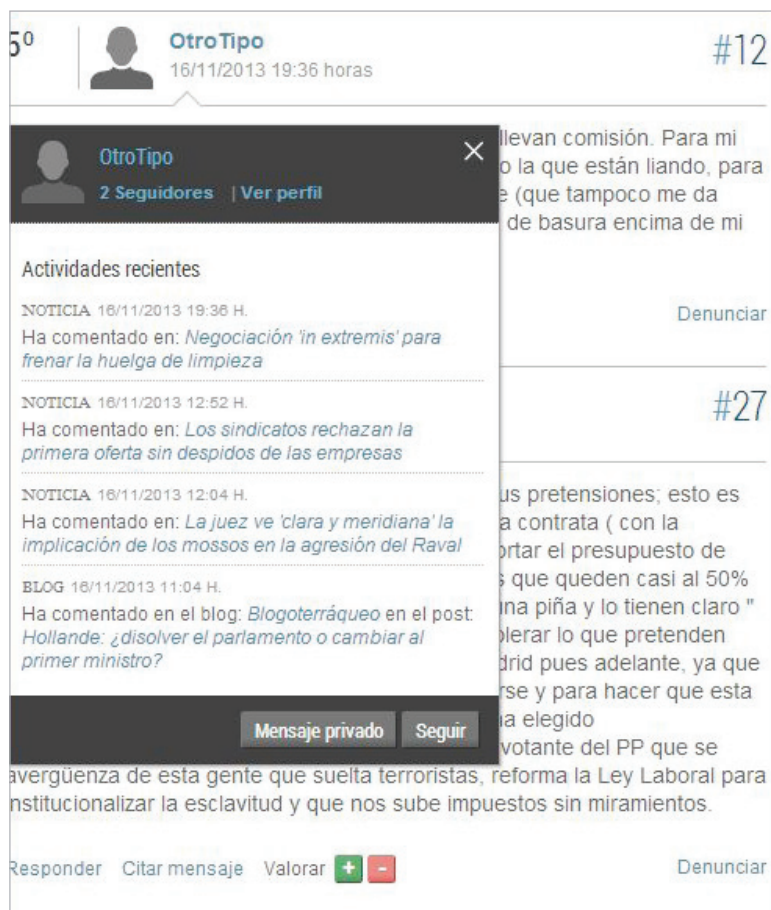 5º
OtroTipo
16/11/2013 19:36 horas
#12
llevan comisión. Para mi
o la que están liando, para
e (que tampoco me da
de basura encima de mi
Denunciar
OtroTipo
2 Seguidores | Ver perfil
Actividades recientes
NOTICIA 16/11/2013 19:36 H.
Ha comentado en: Negociación 'in extremis' para
frenar la huelga de limpieza
NOTICIA 16/11/2013 12:52 H.
Ha comentado en: Los sindicatos rechazan la
primera oferta sin despidos de las empresas
NOTICIA 16/11/2013 12:04 H.
Ha comentado en: La juez ve 'clara y meridiana' la
implicación de los mossos en la agresión del Raval
BLOG 16/11/2013 11:04 H.
Ha comentado en el blog: Blogoterráqueo en el post:
Hollande: ¿disolver el parlamento o cambiar al
primer ministro?
Mensaje privado Seguir
#27
us pretensiones; esto es
a contrata ( con la
ortar el presupuesto de
s que queden casi al 50%
una piña y lo tienen claro "
olerar lo que pretenden
drid pues adelante, ya que
rse y para hacer que esta
na elegido
votante del PP que se
avergüenza de esta gente que suelta terroristas, reforma la Ley Laboral para
nstitucionalizar la esclavitud y que nos sube impuestos sin miramientos.
Responder Citar mensaje Valorar + -
Denunciar